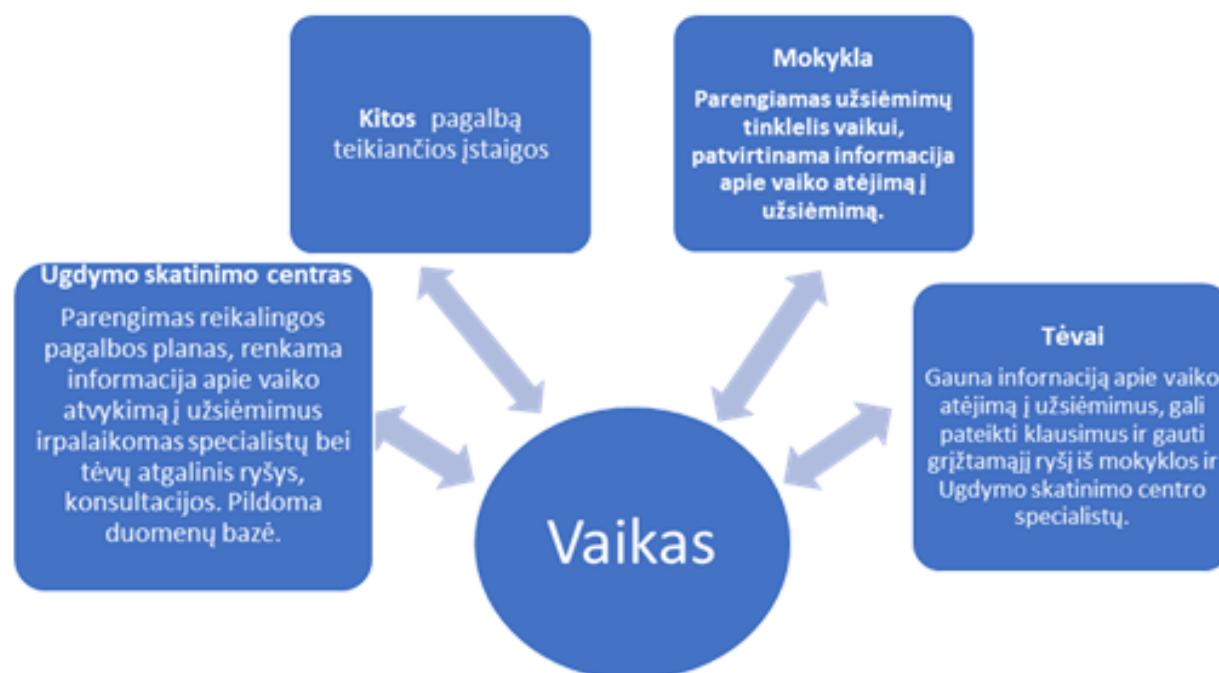 Kitos pagalbą
teikiančios įstaigos
Mokykla
Parengiamas užsiėmimų
tinklelis vaikui,
patvirtinama informacija
apie vaiko atėjimą į
užsiėmimą.
Ugdymo skatinimo centras
Parengimas reikalingos
pagalbos planas, renkama
informacija apie vaiko
atvykimą į užsiėmimus
irpalaikomas specialistų bei
tėvų atgalinis ryšys,
konsultacijos. Pildoma
duomenų bazė.
Tėvai
Gauna infornaciją apie vaiko
atėjimą į užsiėmimus, gali
pateikti klausimus ir gauti
grįžtamąjį ryšį iš mokyklos ir
Ugdymo skatinimo centro
specialistų.
Vaikas